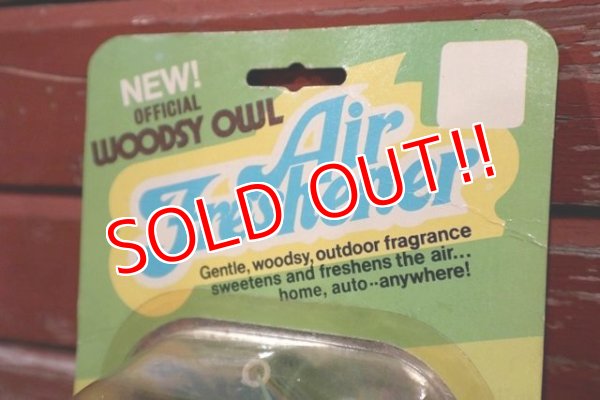 NEW!
OFFICIAL
WOODSY OWL
Air
Freshener
SOLD OUT!!
Gentle, woodsy, outdoor fragrance
sweetens and freshens the air...
home, auto--anywhere!